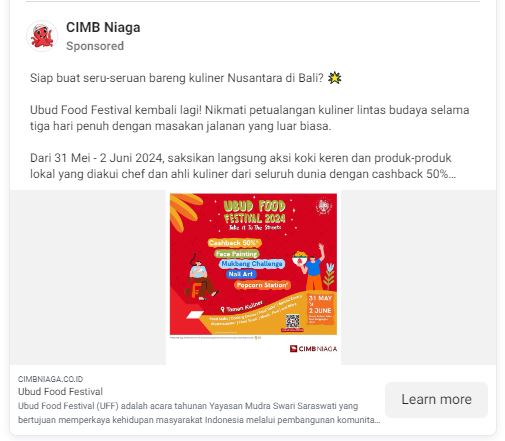 CIMB Niaga
Sponsored
Siap buat seru-seruan bareng kuliner Nusantara di Bali?
Ubud Food Festival kembali lagi! Nikmati petualangan kuliner lintas budaya selama
tiga hari penuh dengan masakan jalanan yang luar biasa.
Dari 31 Mei - 2 Juni 2024, saksikan langsung aksi koki keren dan produk-produk
lokal yang diakui chef dan ahli kuliner dari seluruh dunia dengan cashback 50%...
UBUD FOOD
FESTIVAL 2024
Take it To The Streets
Cashback 50%*
Face Painting
Mukbang Challenge
Nail Art
Popcorn Station*
Taman Kuliner
31 MAY
to
2 JUNE
CIMB NIAGA
CIMBNIAGA.CO.ID
Ubud Food Festival
Ubud Food Festival (UFF) adalah acara tahunan Yayasan Mudra Swari Saraswati yang
bertujuan memperkaya kehidupan masyarakat Indonesia melalui pembangunan komunita...
Learn more